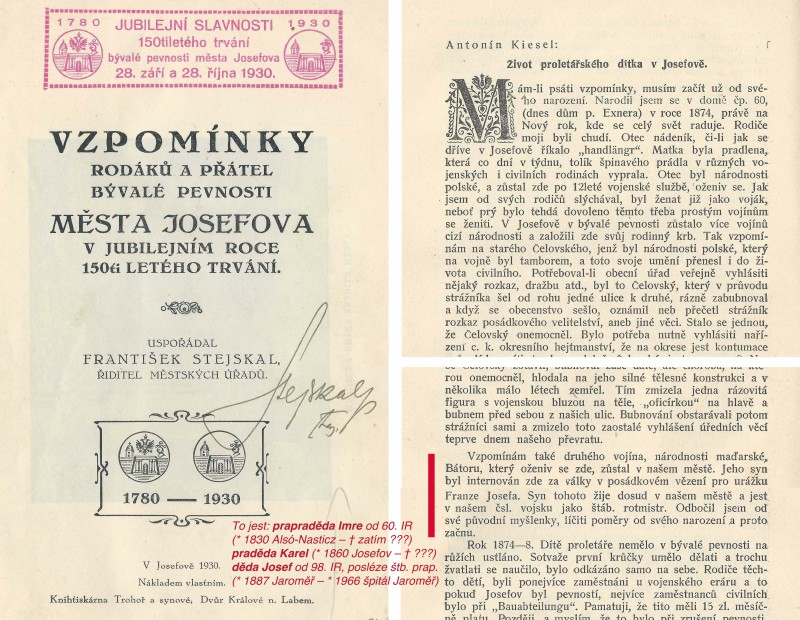 1780 JUBILEJNÍ SLAVNOSTI 1930
150tiletého trvání
bývalé pevnosti města Josefova
28. září a 28. října 1930.
VZPOMÍNKY
RODÁKŮ A PŘÁTEL
BÝVALÉ PEVNOSTI
MĚSTA JOSEFOVA
V JUBILEJNÍM ROCE
150ti LETÉHO TRVÁNÍ.
USPOŘÁDAL
FRANTIŠEK STEJSKAL,
ŘIDITEL MĚSTSKÝCH ÚŘADŮ.
Stejskal
1780 — 1930
To jest: prapraděda Imre od 60. IR
(* 1830 Alsó-Nasticz – † zatím ???)
praděda Karel (* 1860 Josefov – † ???)
děda Josef od 98. IR, posléze štb. prap.
(* 1887 Jaroměř – * 1966 špitál Jaroměř)
V Josefově 1930.
Nákladem vlastním.
Knihtiskárna Trohoř a synové, Dvůr Králové n. Labem.
Antonín Kiesel:
Život proletářského dítka v Josefově.
Mám-li psáti vzpomínky, musím začít už od své-
ho narození. Narodil jsem se v domě čp. 60,
(dnes dům p. Exnera) v roce 1874, právě na
Nový rok, kde se celý svět raduje. Rodiče
moji byli chudí. Otec nádeník, či-li jak se
dříve v Josefově říkalo „handlängr“. Matka byla pradlena,
která co dní v týdnu, tolik špinavého prádla v různých vo-
jenských i civilních rodinách vyprala. Otec byl národnosti
polské, a zůstal zde po 12leté vojenské službě, oženiv se. Jak
jsem od svých rodičů slýchával, byl ženat již jako voják,
neboť prý bylo tehdá dovoleno těmto třeba prostým vojínům
se ženiti. V Josefově v bývalé pevnosti zůstalo více vojínů
cizí národnosti a založili zde svůj rodinný krb. Tak vzpomí-
nám na starého Čelovského, jenž byl národnosti polské, který
na vojně byl tamborem, a toto svoje umění přenesl i do ži-
vota civilního. Potřeboval-li obecní úřad veřejně vyhlásiti
nějaký rozkaz, dražbu atd., byl to Čelovský, který v průvodu
strážníka šel od rohu jedné ulice k druhé, rázně zabubnoval
a když se obecenstvo sešlo, oznámil neb přečetl strážník
rozkaz posádkového velitelství, aneb jiné věci. Stalo se jednou,
že Čelovský onemocněl. Bylo potřeba nutně vyhlásiti naří-
zení c. k. okresního hejtmanství, že na okrese jest kontumace
rou onemocněl, hlodala na jeho silné tělesné konstrukci a v
několika málo létech zemřel. Tím zmizela jedna rázovitá
figura s vojenskou bluzou na těle, „oficírkou“ na hlavě a
bubnem před sebou z našich ulic. Bubnování obstarávali potom
strážníci sami a zmizelo toto zaostalé vyhlášení úředních věcí
teprve dnem našeho převratu.
Vzpomínám také druhého vojína, národnosti maďarské,
Bátoru, který oženiv se zde, zůstal v našem městě. Jeho syn
byl internován zde za války v posádkovém vězení pro urážku
Franze Josefa. Syn tohoto žije dosud v našem městě a jest
v našem čsl. vojsku jako štáb. rotmistr. Odbočil jsem od
své původní myšlenky, líčiti poměry od svého narození a proto
začnu.
Rok 1874—8. Dítě proletáře nemělo v bývalé pevnosti na
růžích ustláno. Sotvaže první krůčky umělo dělati a trochu
žvatlati se naučilo, bylo odkázáno samo na sebe. Rodiče těch-
to dětí, byli ponejvíce zaměstnáni u vojenského eráru a to
pokud Josefov byl pevností, nejvíce zaměstnanců civilních
bylo při „Bauabteilungu“. Pamatuji, že tito měli 15 zl. měsíč-
ně platu. Později, a myslím, že to bylo při zrušení pevnosti,